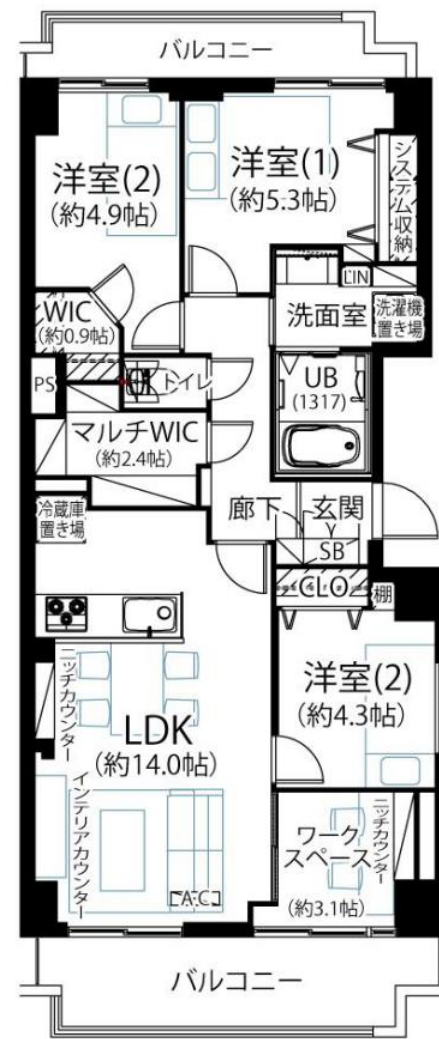 バルコニー
洋室(2)
(約4.9帖)
洋室(1)
(約5.3帖)
システム収納
WIC
(約0.9帖)
LIN
洗面室
洗濯機
置き場
PS
トイレ
UB
(1317)
マルチWIC
(約2.4帖)
冷蔵庫
置き場
廊下
玄関
SB
CLO
棚
ニッチカウンター
洋室(2)
(約4.3帖)
LDK
(約14.0帖)
インテリアカウンター
A・C
ワーク
スペース
(約3.1帖)
ニッチカウンター
バルコニー